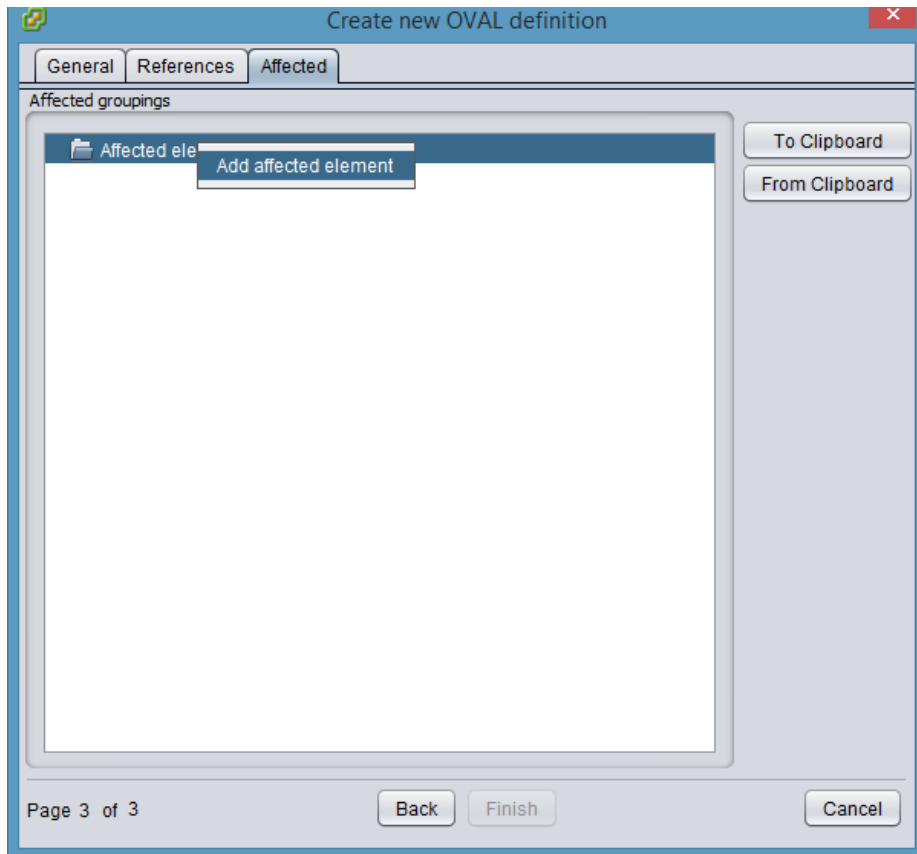 Create new OVAL definition
General References Affected
Affected groupings
Affected ele
Add affected element
To Clipboard
From Clipboard
Page 3 of 3
Back
Finish
Cancel